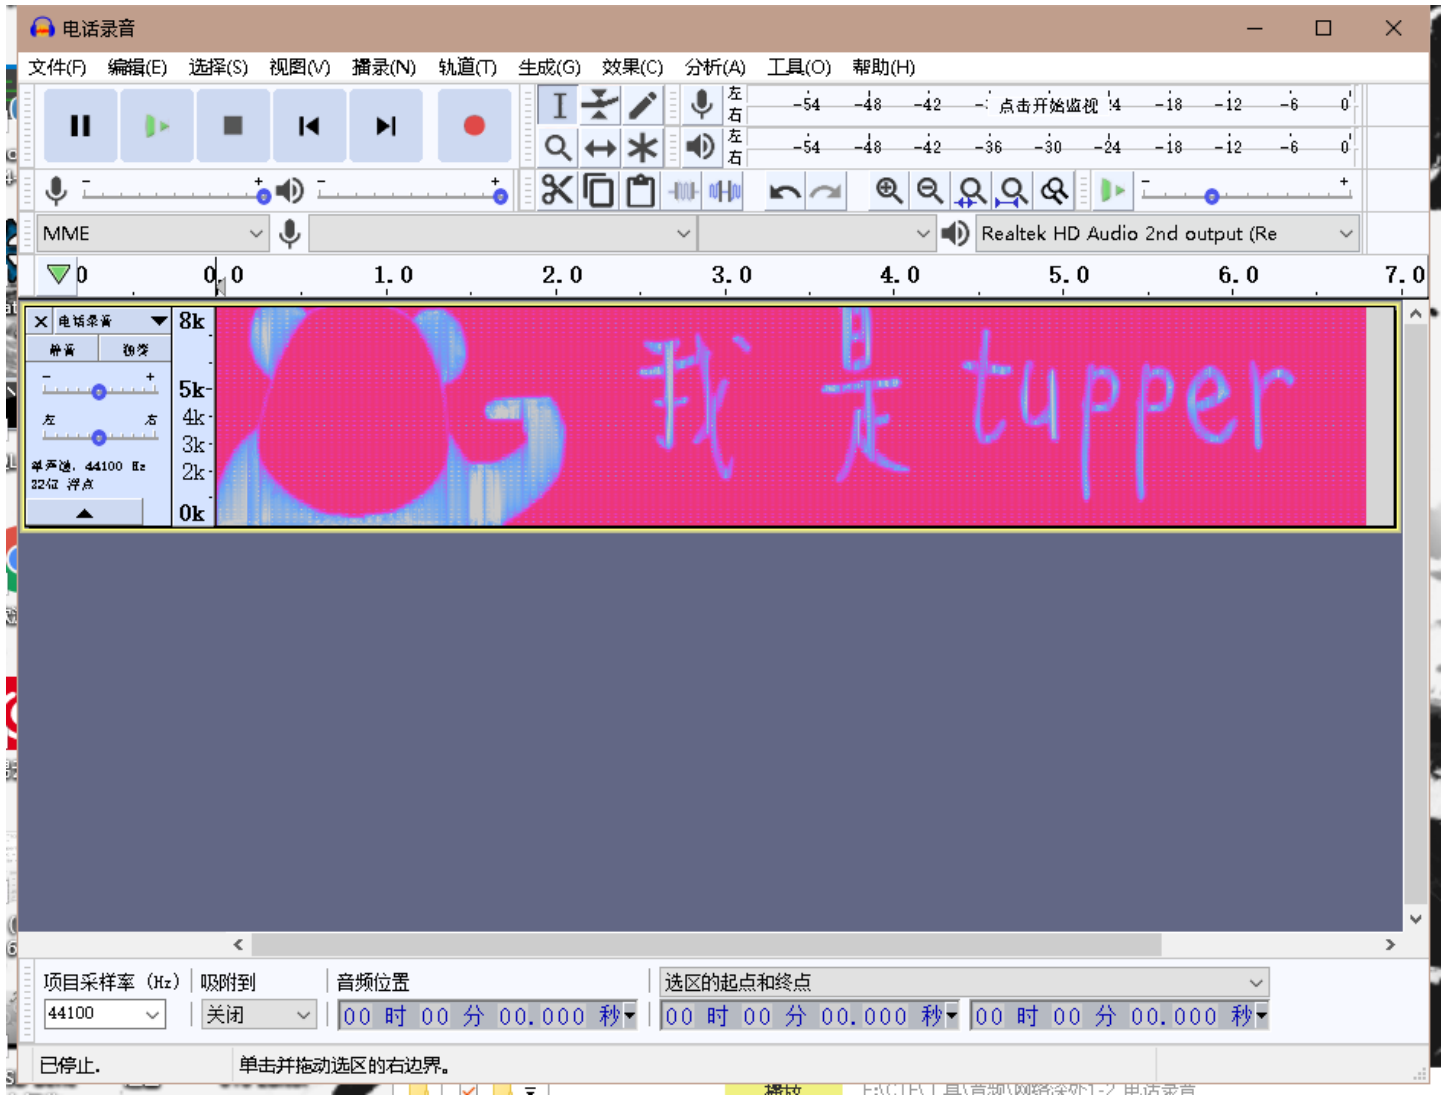 电话录音
文件(F) 编辑(E) 选择(S) 视图(V) 播录(N) 轨道(T) 生成(G) 效果(C) 分析(A) 工具(O) 帮助(H)
左 右 -54 -48 -42 点击开始监视 -18 -12 -6 0
左 右 -54 -48 -42 -36 -30 -24 -18 -12 -6 0
- + - + - +
MME Realtek HD Audio 2nd output (Re
0 0.0 1.0 2.0 3.0 4.0 5.0 6.0 7.0
× 电话录音 8k
静音 独奏
- + 5k
左 右 4k
3k
单声道, 44100 Hz 2k
32位 浮点
0k
我是tupper
项目采样率 (Hz) 吸附到 音频位置 选区的起点和终点
44100 关闭 00 时 00 分 00.000 秒 00 时 00 分 00.000 秒 00 时 00 分 00.000 秒
已停止. 单击并拖动选区的右边界。